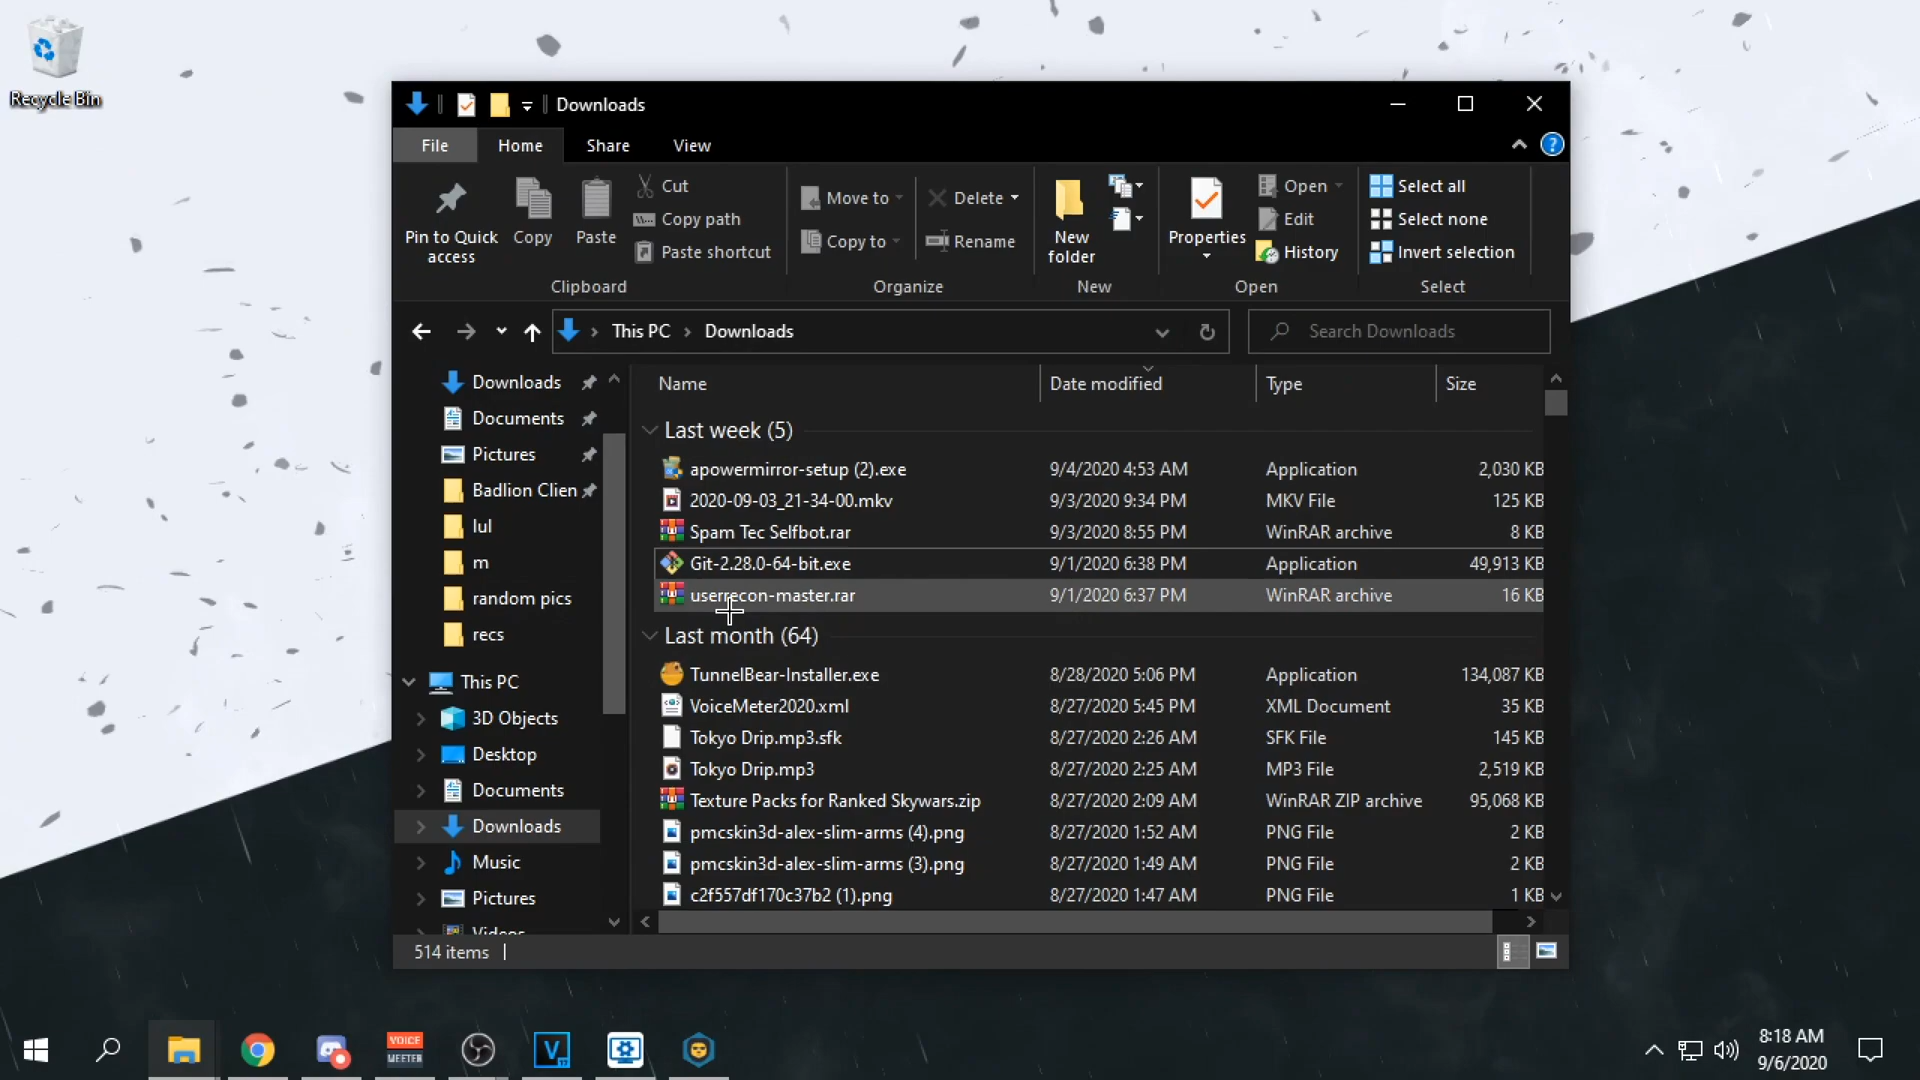 Recycle Bin
Downloads
File Home Share View
Pin to Quick access
Copy
Paste
Cut
Copy path
Paste shortcut
Clipboard
Move to
Copy to
Delete
Rename
Organize
New folder
New
Properties
Open
Edit
History
Open
Select all
Select none
Invert selection
Select
This PC Downloads
Search Downloads
Downloads
Documents
Pictures
Badlion Clien
lul
m
random pics
recs
This PC
3D Objects
Desktop
Documents
Downloads
Music
Pictures
Videos
Name Date modified Type Size
Last week (5)
apowermirror-setup (2).exe 9/4/2020 4:53 AM Application 2,030 KB
2020-09-03_21-34-00.mkv 9/3/2020 9:34 PM MKV File 125 KB
Spam Tec Selfbot.rar 9/3/2020 8:55 PM WinRAR archive 8 KB
Git-2.28.0-64-bit.exe 9/1/2020 6:38 PM Application 49,913 KB
userrecon-master.rar 9/1/2020 6:37 PM WinRAR archive 16 KB
Last month (64)
TunnelBear-Installer.exe 8/28/2020 5:06 PM Application 134,087 KB
VoiceMeter2020.xml 8/27/2020 5:45 PM XML Document 35 KB
Tokyo Drip.mp3.sfk 8/27/2020 2:26 AM SFK File 145 KB
Tokyo Drip.mp3 8/27/2020 2:25 AM MP3 File 2,519 KB
Texture Packs for Ranked Skywars.zip 8/27/2020 2:09 AM WinRAR ZIP archive 95,068 KB
pmcskin3d-alex-slim-arms (4).png 8/27/2020 1:52 AM PNG File 2 KB
pmcskin3d-alex-slim-arms (3).png 8/27/2020 1:49 AM PNG File 2 KB
c2f557df170c37b2 (1).png 8/27/2020 1:47 AM PNG File 1 KB
514 items
VOICE
MEETER
V
17
8:18 AM
9/6/2020